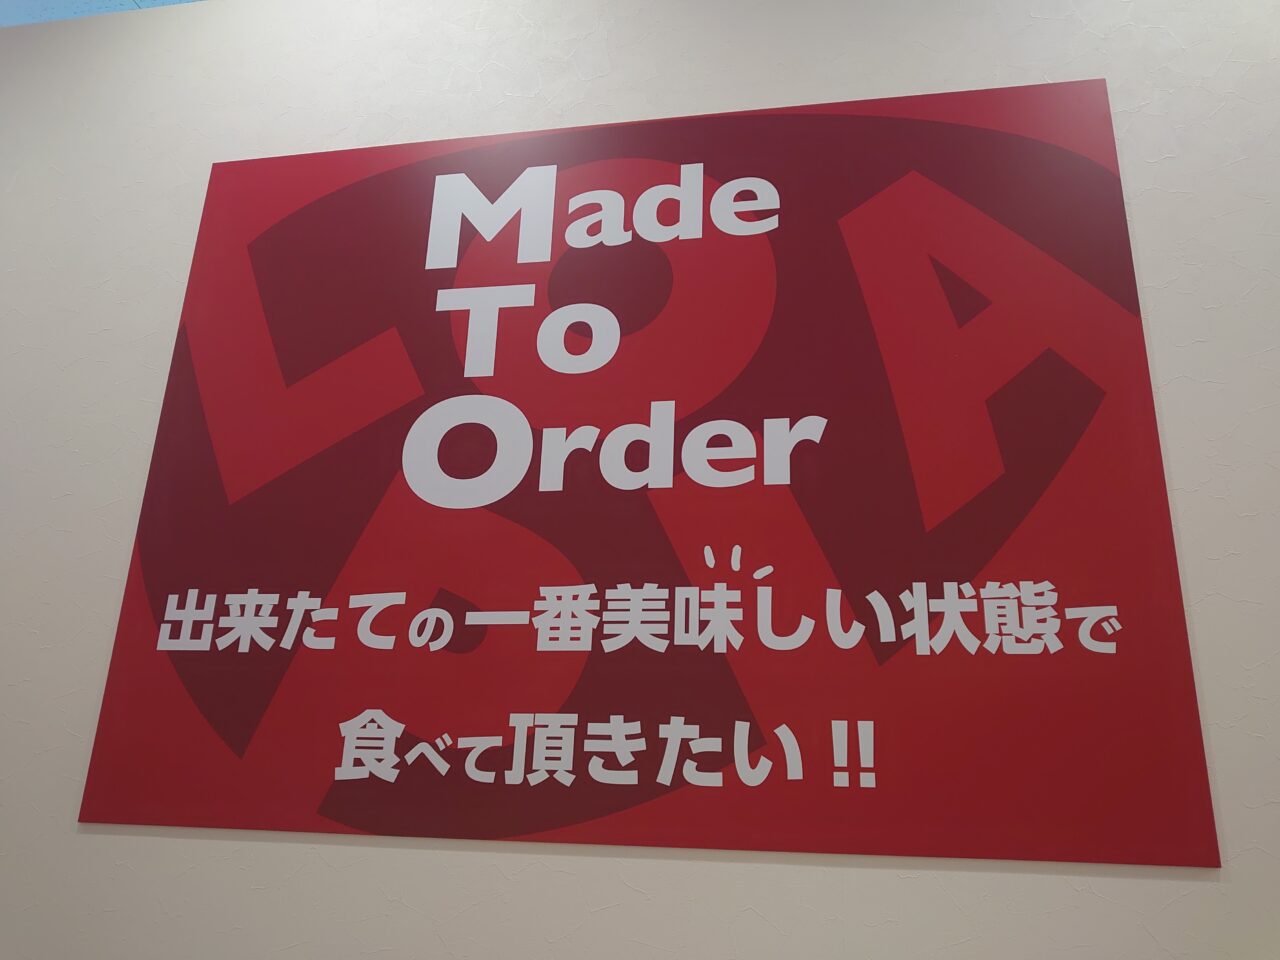 Made
To
Order
出来たての一番美味しい状態で
食べて頂きたい!!